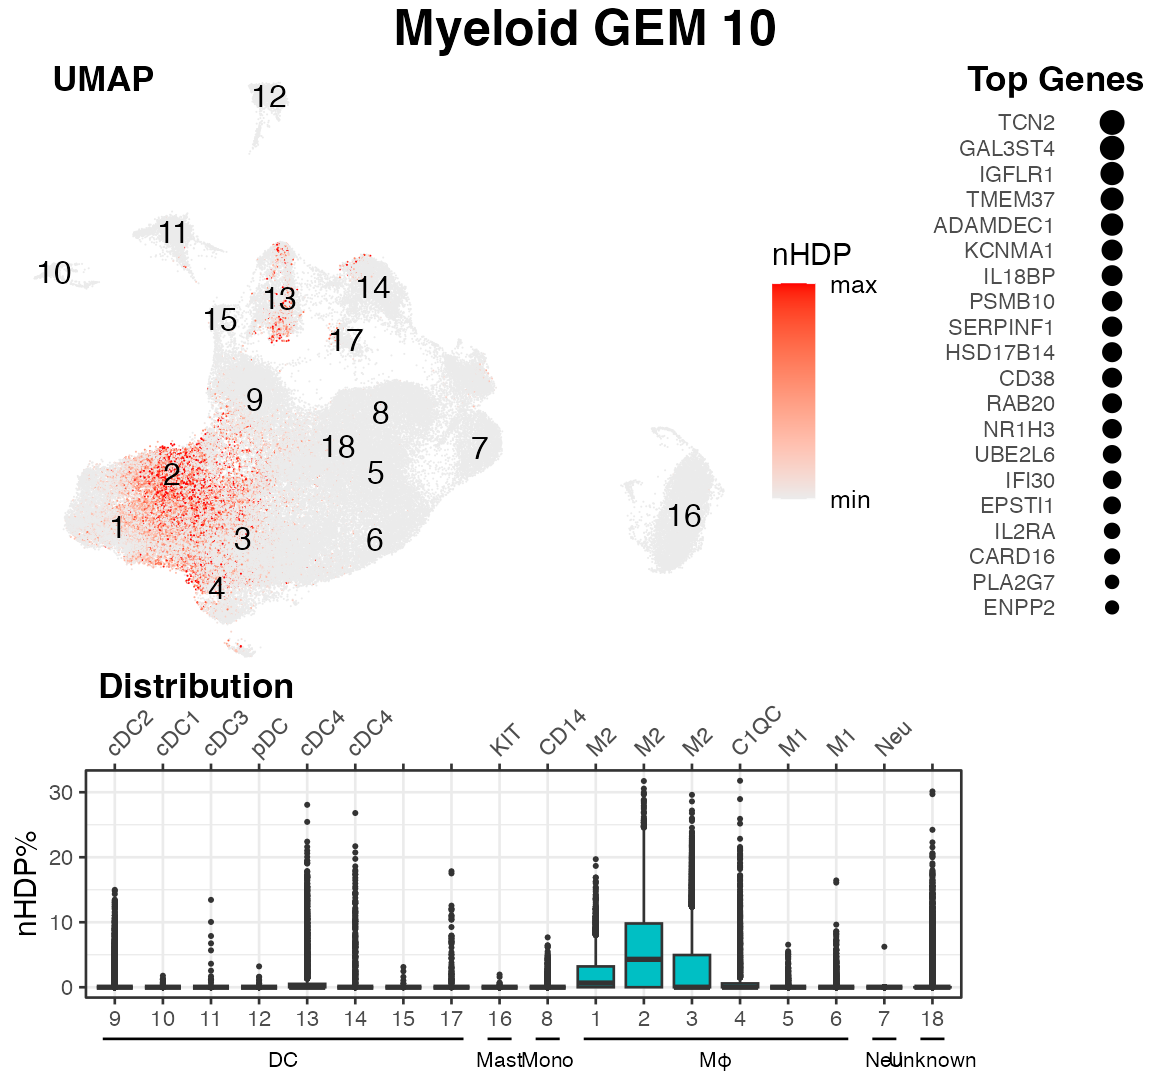 Myeloid GEM 10
UMAP
Top Genes
12
11
10
13
14
15
17
9
8
18
7
5
2
1
3
6
4
16
nHDP
max
min
TCN2
GAL3ST4
IGFLR1
TMEM37
ADAMDEC1
KCNMA1
IL18BP
PSMB10
SERPINF1
HSD17B14
CD38
RAB20
NR1H3
UBE2L6
IFI30
EPSTI1
IL2RA
CARD16
PLA2G7
ENPP2
Distribution
cDC2 cDC1 cDC3 pDC cDC4 cDC4 KIT CD14 M2 M2 M2 C1QC M1 M1 Neu
nHDP%
30
20
10
0
9 10 11 12 13 14 15 17 16 8 1 2 3 4 5 6 7 18
DC Mast Mono Mϕ Neu Unknown